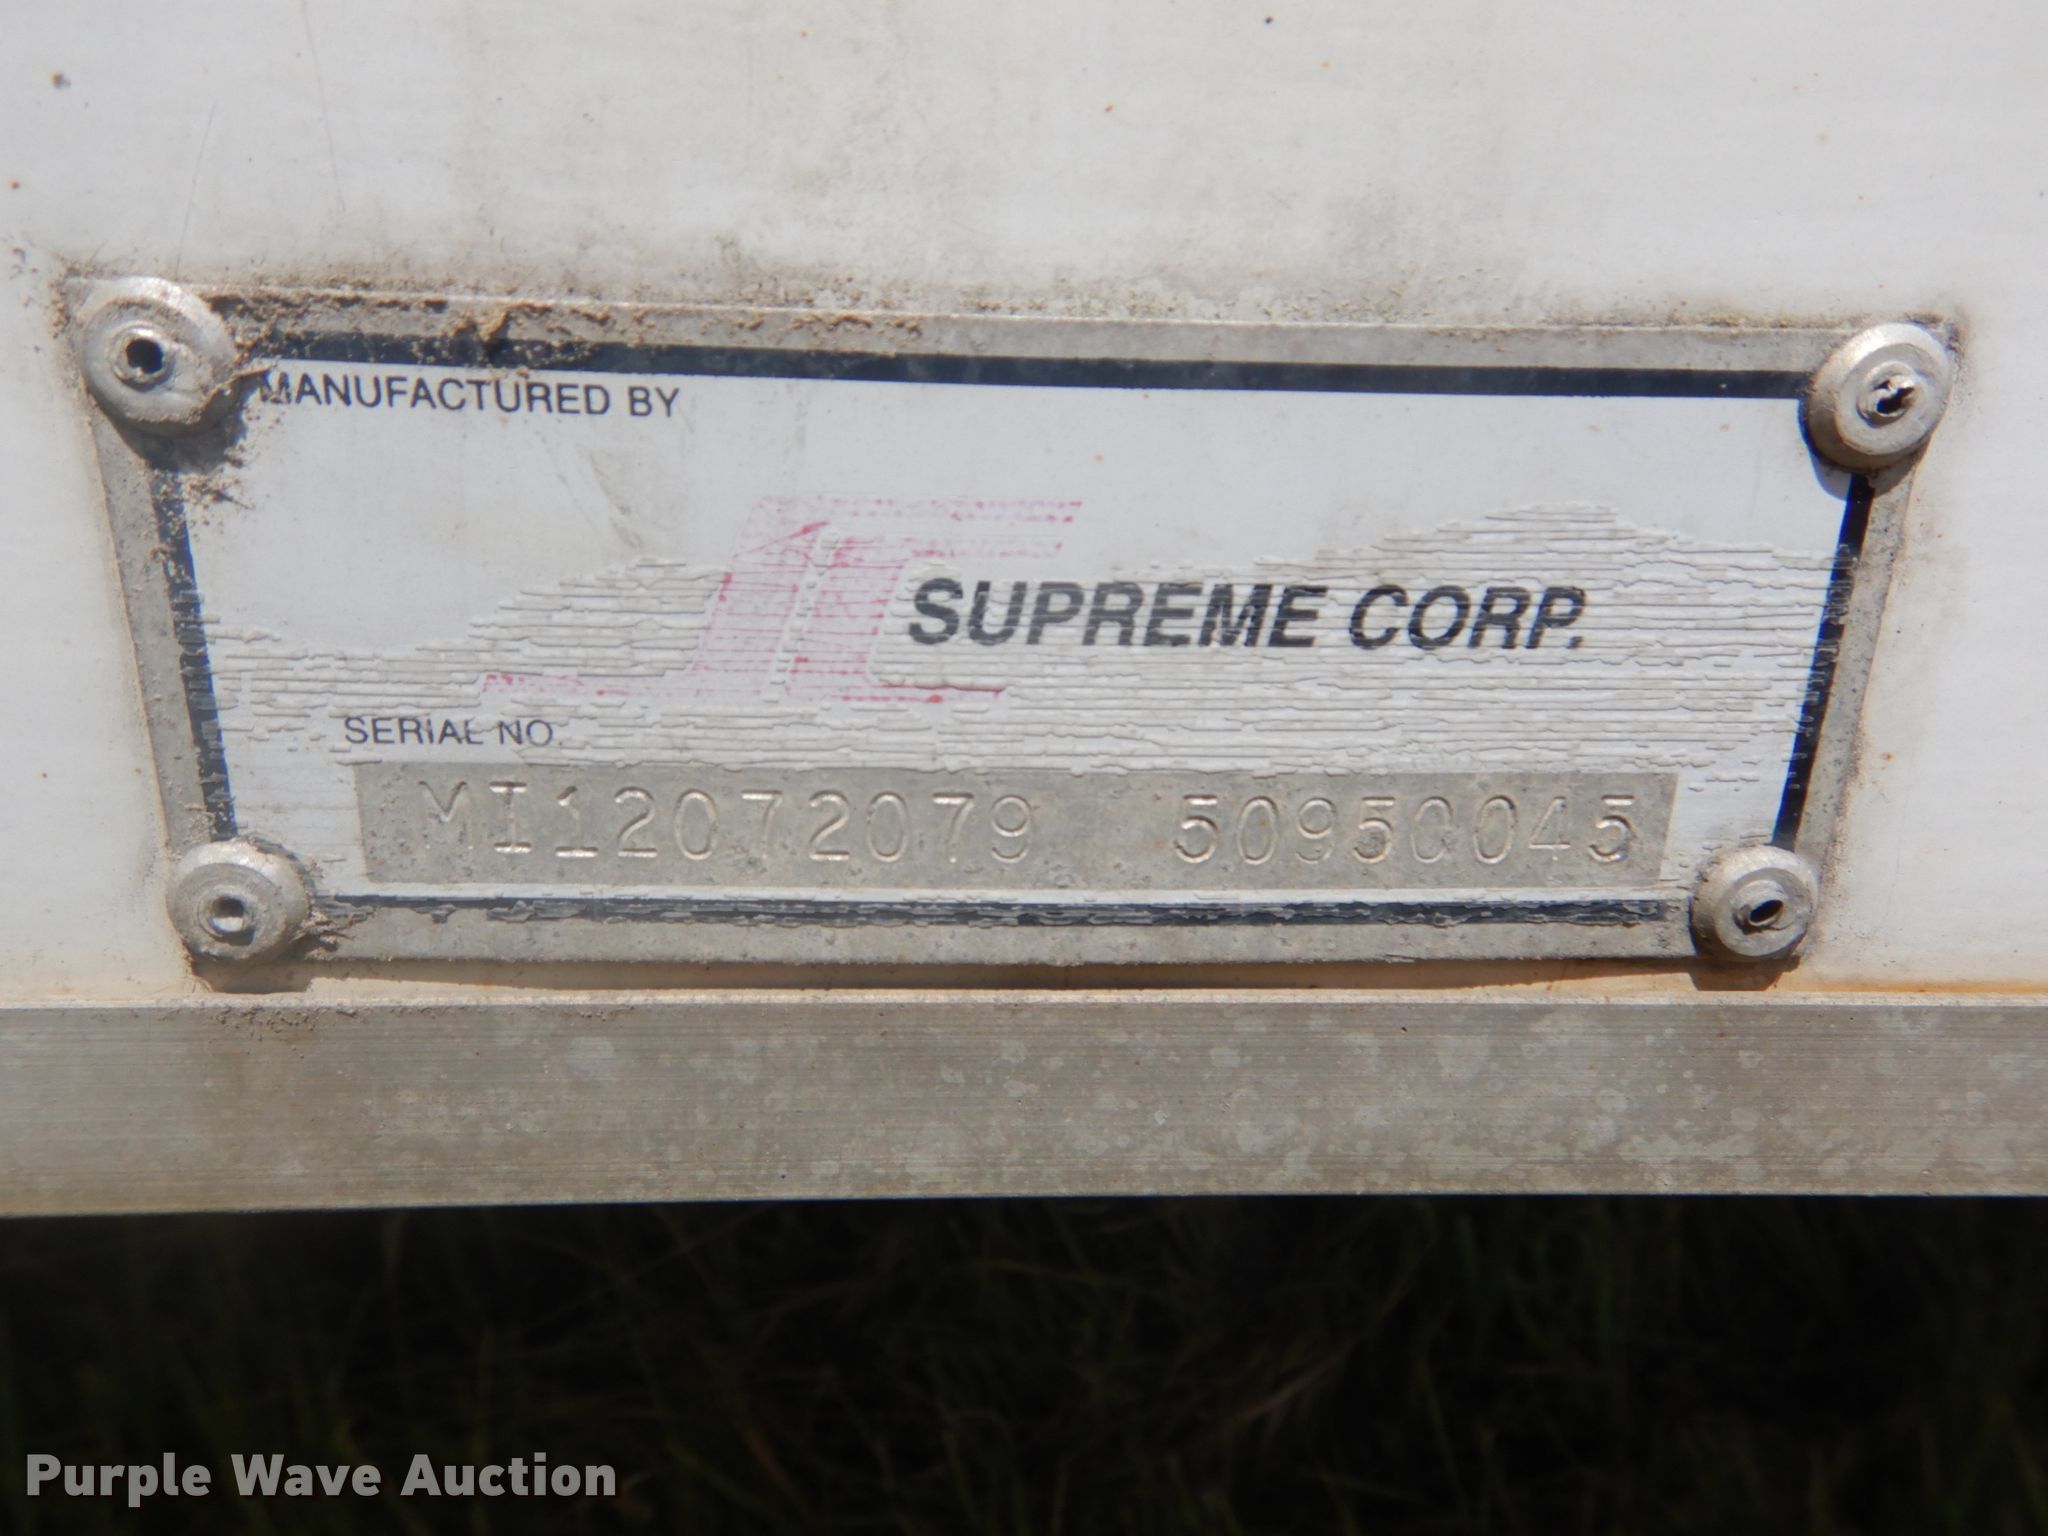 MANUFACTURED BY
SUPREME CORP.
SERIAL NO.
MI12072079 50950045
Purple Wave Auction